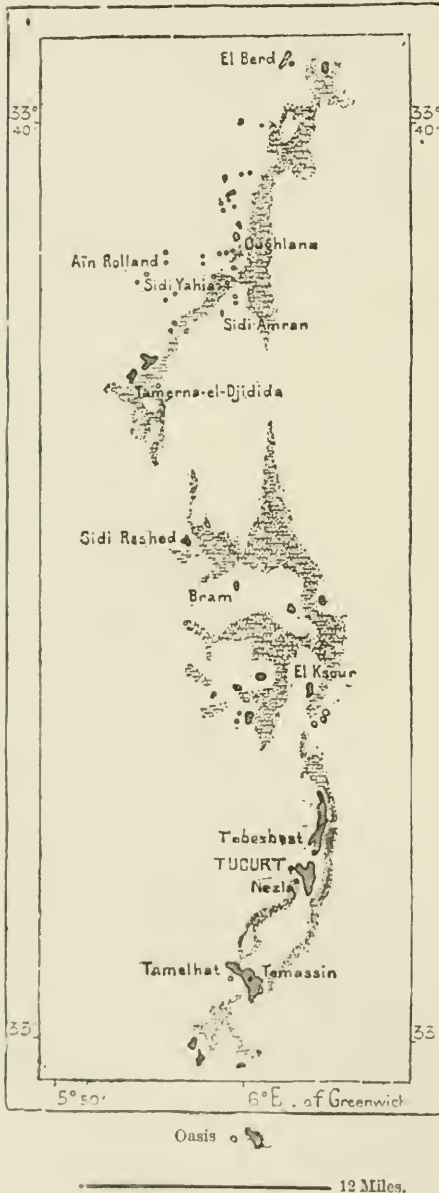 El Berd
33°
40'
33°
40'
Oughlana
Aïn Rolland
Sidi Yahia
Sidi Amran
Tamerna-el-Djidida
Sidi Rashed
Bram
El Ksour
Tebesbest
TUGURT
Nezla
Tamelhat
Temassin
33
33
5°50'
6°E. of Greenwich
Oasis
12 Miles.